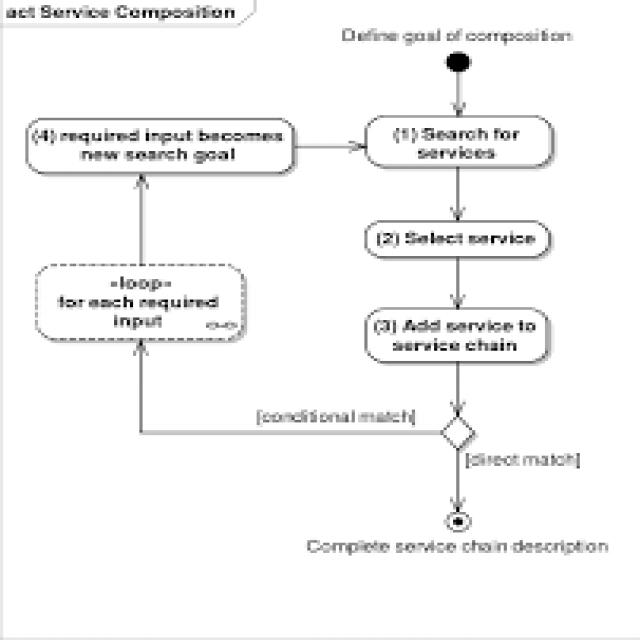 act Service Composition
Define goal of composition
(4) required input becomes
new search goal
(1) Search for
services
(2) Select service
«loop»
for each required
input
(3) Add service to
service chain
[conditional match]
[direct match]
Complete service chain description